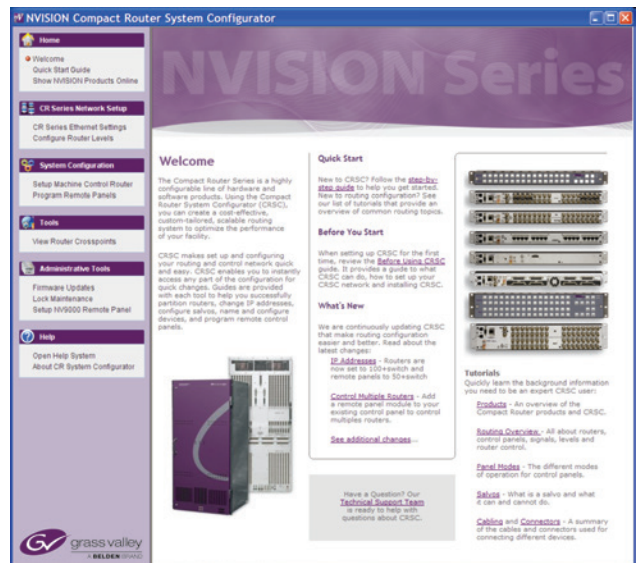 NVISION Compact Router System Configurator
Home
Welcome
Quick Start Guide
Show NVISION Products Online
CR Series Network Setup
CR Series Ethernet Settings
Configure Router Levels
System Configuration
Setup Machine Control Router
Program Remote Panels
Tools
View Router Crosspoints
Administrative Tools
Firmware Updates
Lock Maintenance
Setup NV9000 Remote Panel
Help
Open Help System
About CR System Configurator
grass valley
A BELDEN BRAND
NVISION Series
Welcome
The Compact Router Series is a highly
configurable line of hardware and
software products. Using the Compact
Router System Configurator (CRSC),
you can create a cost-effective,
custom-tailored, scalable routing
system to optimize the performance
of your facility.
CRSC makes set up and configuring
your routing and control network quick
and easy. CRSC enables you to instantly
access any part of the configuration for
quick changes. Guides are provided
with each tool to help you successfully
partition routers, change IP addresses,
configure salvos, name and configure
devices, and program remote control
panels.
Quick Start
New to CRSC? Follow the step-by-
step guide to help you get started.
New to routing configuration? See
our list of tutorials that provide an
overview of common routing topics.
Before You Start
When setting up CRSC for the first
time, review the Before Using CRSC
guide. It provides a guide to what
CRSC can do, how to set up your
CRSC network and installing CRSC.
What's New
We are continuously updating CRSC
that make routing configuration
easier and better. Read about the
latest changes:
IP Addresses - Routers are
now set to 100+switch and
remote panels to 50+switch
Control Multiple Routers - Add
a remote panel module to your
existing control panel to control
multiples routers.
See additional changes...
Have a Question? Our
Technical Support Team
is ready to help with
questions about CRSC.
Tutorials
Quickly learn the background information
you need to be an expert CRSC user:
Products - An overview of the
Compact Router products and CRSC.
Routing Overview - All about routers,
control panels, signals, levels and
router control.
Panel Modes - The different modes
of operation for control panels.
Salvos - What is a salvo and what
it can and cannot do.
Cabling and Connectors - A summary
of the cables and connectors used for
connecting different devices.